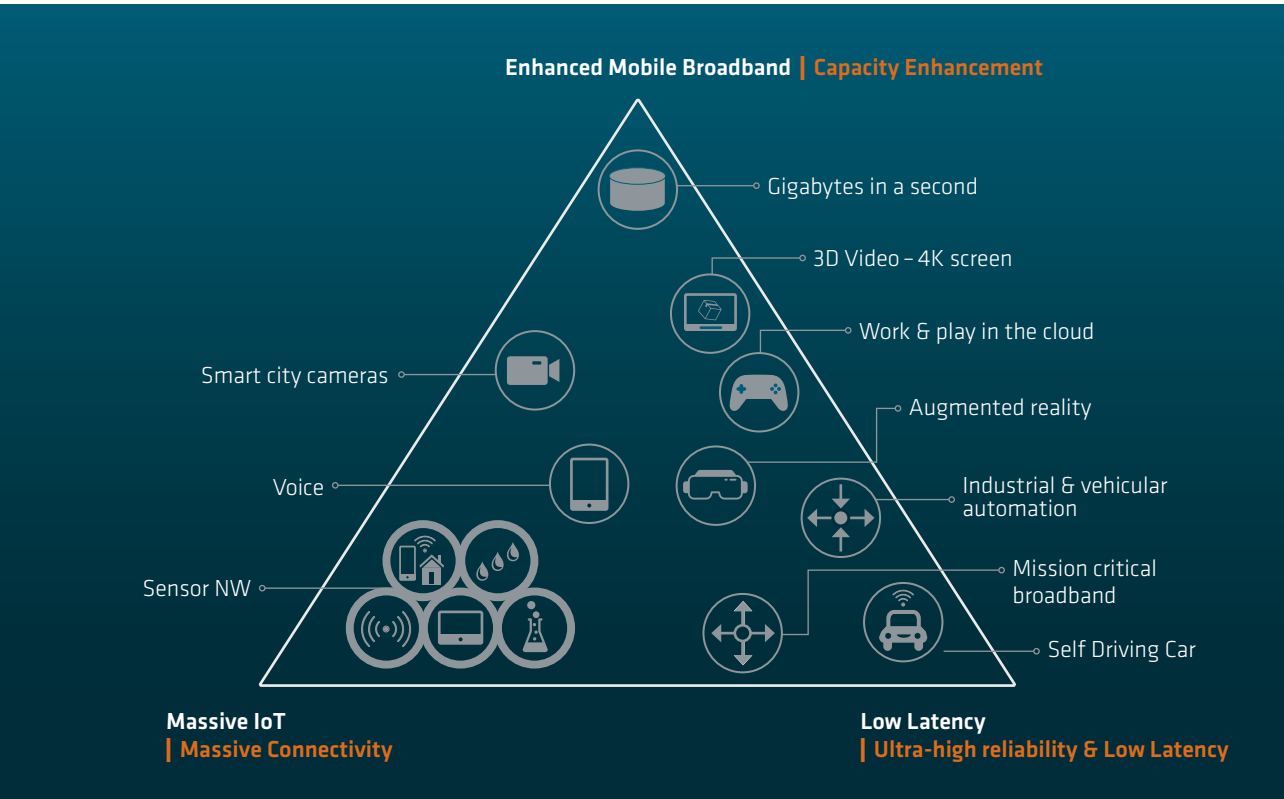 Enhanced Mobile Broadband | Capacity Enhancement
Gigabytes in a second
3D Video – 4K screen
Work & play in the cloud
Smart city cameras
Augmented reality
Voice
Industrial & vehicular
automation
Sensor NW
Mission critical
broadband
Self Driving Car
Massive IoT
| Massive Connectivity
Low Latency
| Ultra-high reliability & Low Latency